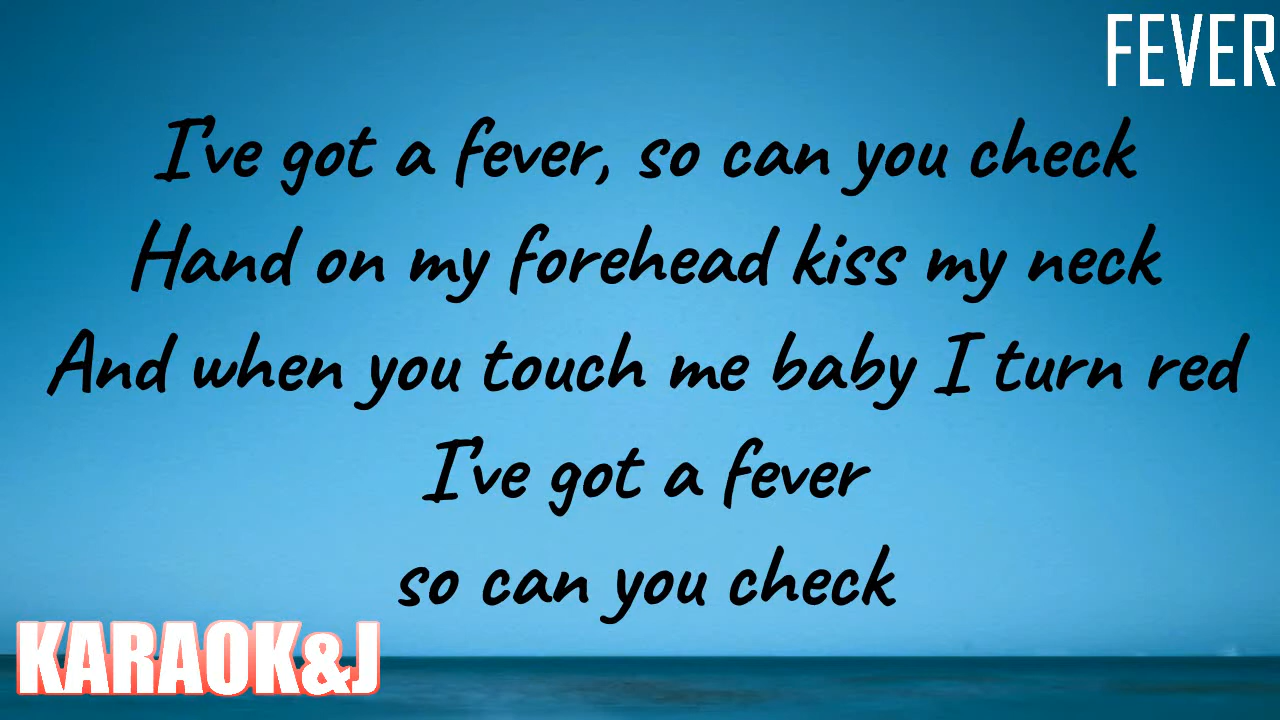 FEVER
I've got a fever, so can you check
Hand on my forehead kiss my neck
And when you touch me baby I turn red
I've got a fever
so can you check
KARAOK&J